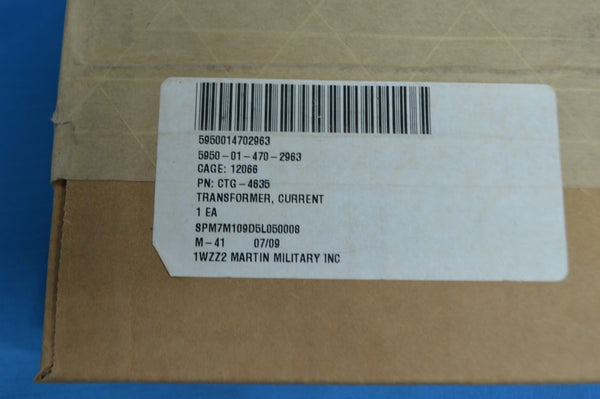 5950014702963
5950-01-470-2963
CAGE: 12066
PN: CTG-4635
TRANSFORMER, CURRENT
1 EA
SPM7M109D5L050008
M-41 07/09
1WZZ2 MARTIN MILITARY INC